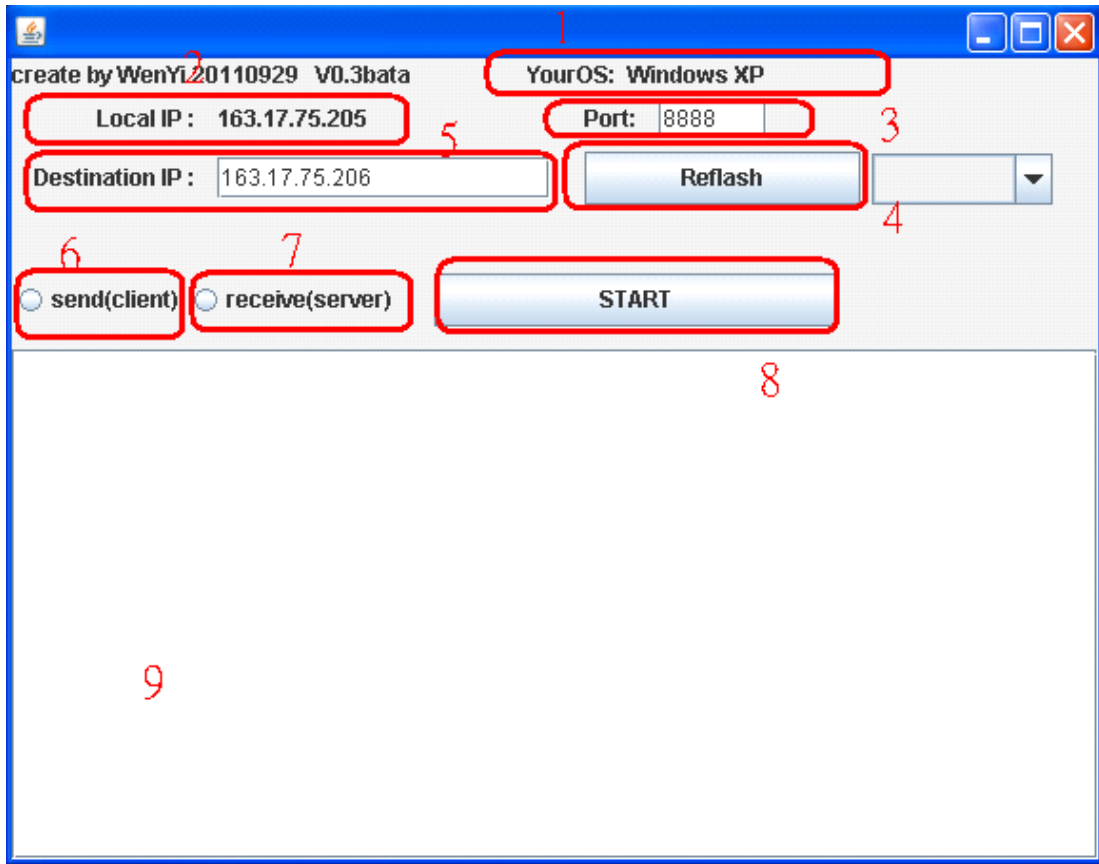 1
create by WenYi 20110929 V0.3bata YourOS: Windows XP
2
Local IP : 163.17.75.205 Port: 8888
5 3
Destination IP : 163.17.75.206 Reflash
4
6 7
send(client) receive(server) START
8
9